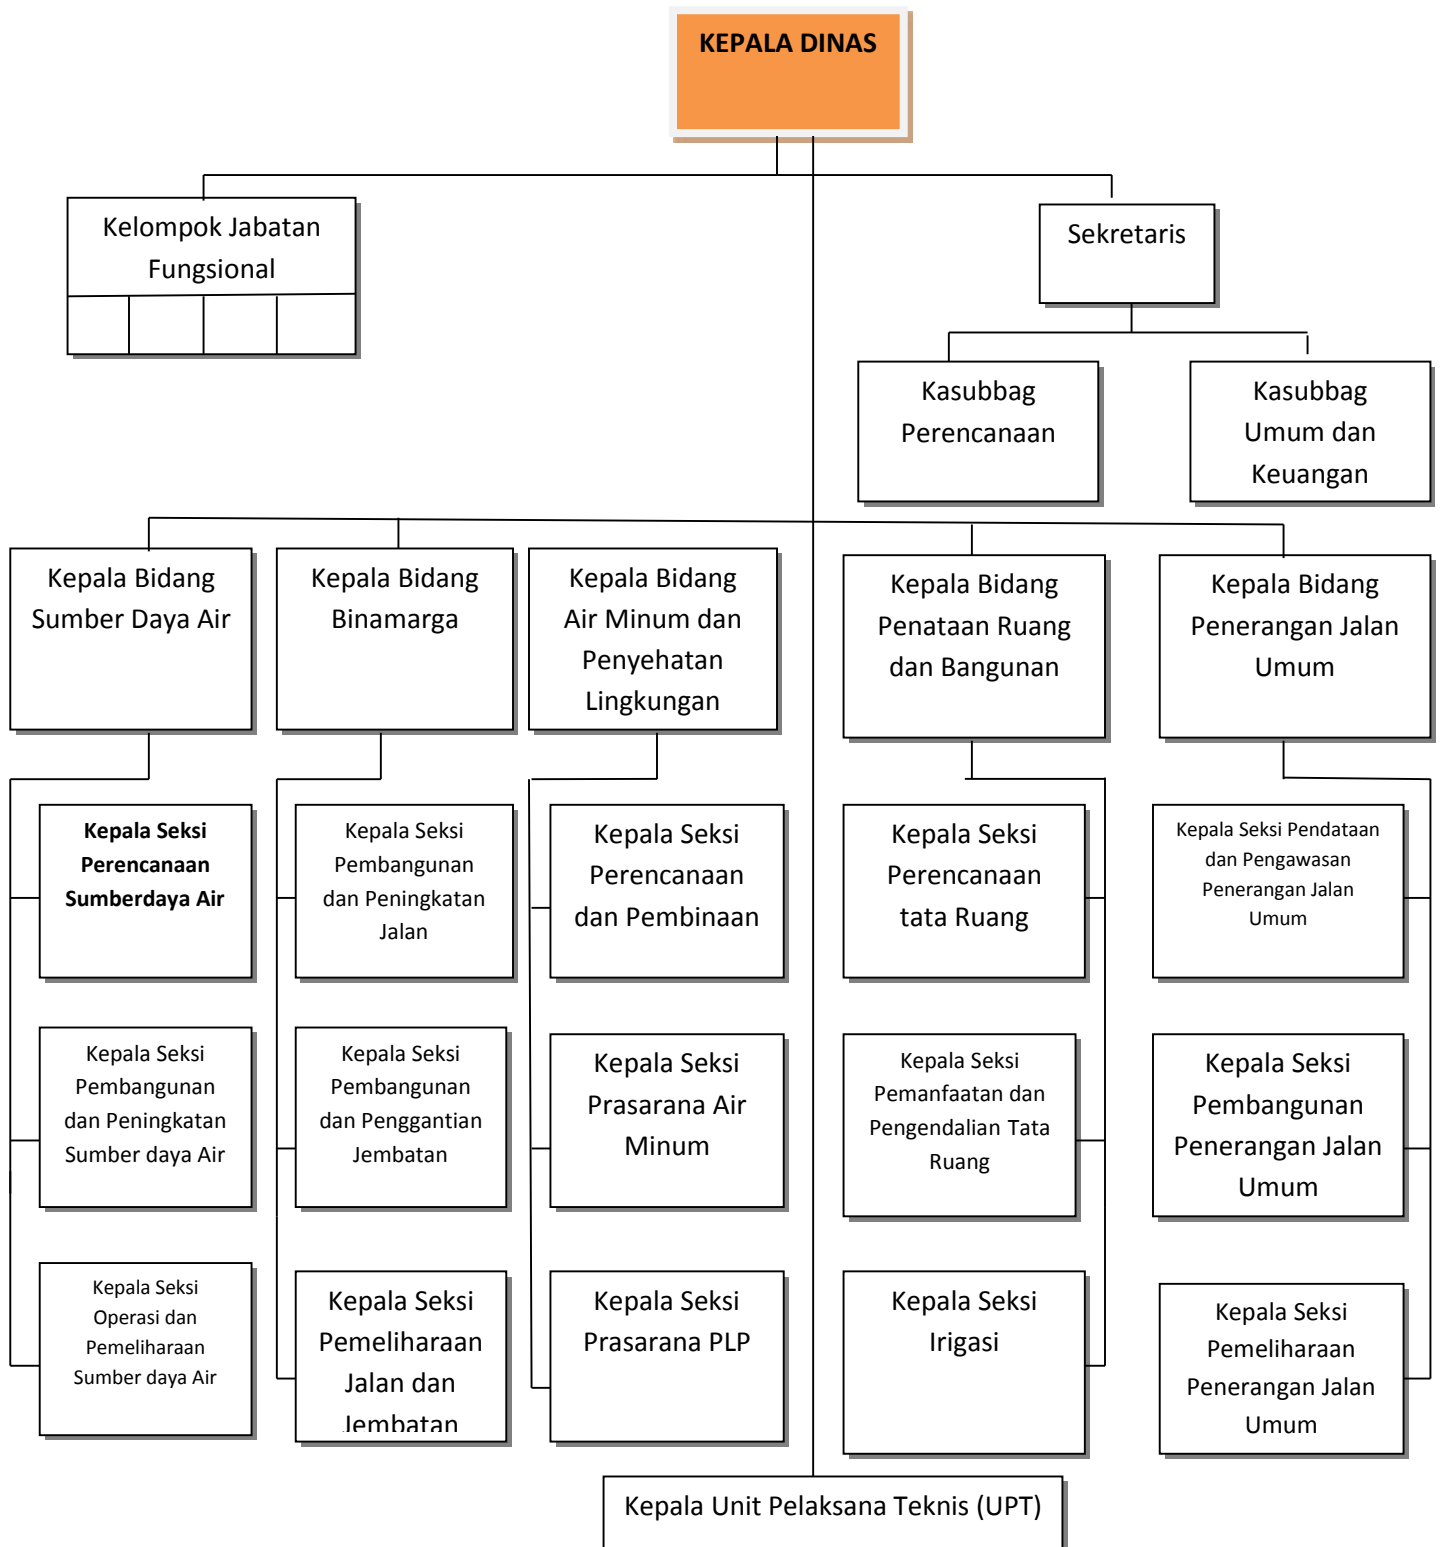 KEPALA DINAS
Kelompok Jabatan
Fungsional
Sekretaris
Kasubbag
Perencanaan
Kasubbag
Umum dan
Keuangan
Kepala Bidang
Sumber Daya Air
Kepala Bidang
Binamarga
Kepala Bidang
Air Minum dan
Penyehatan
Lingkungan
Kepala Bidang
Penataan Ruang
dan Bangunan
Kepala Bidang
Penerangan Jalan
Umum
Kepala Seksi
Perencanaan
Sumberdaya Air
Kepala Seksi
Pembangunan
dan Peningkatan
Jalan
Kepala Seksi
Perencanaan
dan Pembinaan
Kepala Seksi
Perencanaan
tata Ruang
Kepala Seksi Pendataan
dan Pengawasan
Penerangan Jalan
Umum
Kepala Seksi
Pembangunan
dan Peningkatan
Sumber daya Air
Kepala Seksi
Pembangunan
dan Penggantian
Jembatan
Kepala Seksi
Prasarana Air
Minum
Kepala Seksi
Pemanfaatan dan
Pengendalian Tata
Ruang
Kepala Seksi
Pembangunan
Penerangan Jalan
Umum
Kepala Seksi
Operasi dan
Pemeliharaan
Sumber daya Air
Kepala Seksi
Pemeliharaan
Jalan dan
Jembatan
Kepala Seksi
Prasarana PLP
Kepala Seksi
Irigasi
Kepala Seksi
Pemeliharaan
Penerangan Jalan
Umum
Kepala Unit Pelaksana Teknis (UPT)